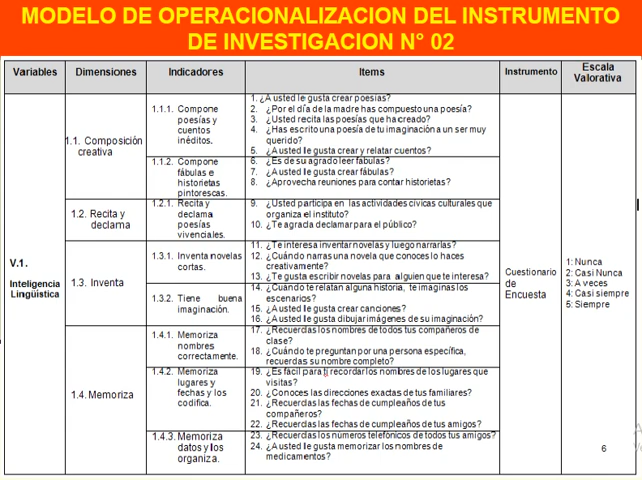 MODELO DE OPERACIONALIZACION DEL INSTRUMENTO
DE INVESTIGACION N° 02
Variables Dimensiones Indicadores Items Instrumento Escala Valorativa
V.1.
Inteligencia
Lingüística
1.1. Composición
creativa
1.1.1. Compone
poesías y
cuentos
inéditos.
1. ¿A usted le gusta crear poesías?
2. ¿Por el día de la madre has compuesto una poesía?
3. ¿Usted recita las poesías que ha creado?
4. ¿Has escrito una poesía de tu imaginación a un ser muy
querido?
5. ¿A usted le gusta crear y relatar cuentos?
1.1.2. Compone
fábulas e
historietas
pintorescas.
6. ¿Es de su agrado leer fábulas?
7. ¿A usted le gusta crear fábulas?
8. ¿Aprovecha reuniones para contar historietas?
1.2. Recita y
declama
1.2.1. Recita y
declama
poesías
vivenciales.
9. ¿Usted participa en las actividades cívicas culturales que
organiza el instituto?
10. ¿Te agrada declamar para el público?
1.3. Inventa
1.3.1. Inventa novelas
cortas.
11. ¿Te interesa inventar novelas y luego narrarlas?
12. ¿Cuándo narras una novela que conoces lo haces
creativamente?
13. ¿Te gusta escribir novelas para alguien que te interesa?
1.3.2. Tiene buena
imaginación.
14. ¿Cuándo te relatan alguna historia, te imaginas los
escenarios?
15. ¿A usted le gusta crear canciones?
16. ¿A usted le gusta dibujar imágenes de su imaginación?
1.4. Memoriza
1.4.1. Memoriza
nombres
correctamente.
17. ¿Recuerdas los nombres de todos tus compañeros de
clase?
18. ¿Cuándo te preguntan por una persona específica,
recuerdas su nombre completo?
1.4.2. Memoriza
lugares y
fechas y los
codifica.
19. ¿Es fácil para ti recordar los nombres de los lugares que
visitas?
20. ¿Conoces las direcciones exactas de tus familiares?
21. ¿Recuerdas las fechas de cumpleaños de tus
compañeros?
22. ¿Recuerdas las fechas de cumpleaños de tus amigos?
1.4.3. Memoriza
datos y los
organiza.
23. ¿Recuerdas los números telefónicos de todos tus amigos?
24. ¿A usted le gusta memorizar los nombres de
medicamentos?
Cuestionario
de
Encuesta
1: Nunca
2: Casi Nunca
3: A veces
4: Casi siempre
5: Siempre
6